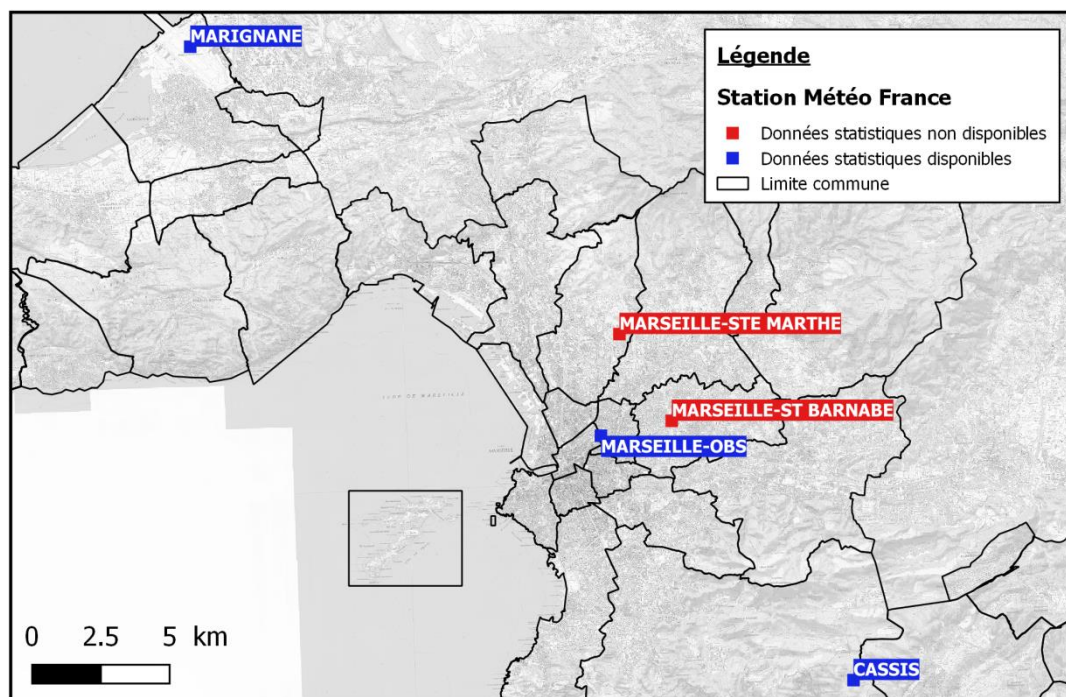 MARIGNANE
Légende
Station Météo France
Données statistiques non disponibles
Données statistiques disponibles
Limite commune
MARSEILLE-STE MARTHE
MARSEILLE-ST BARNABE
MARSEILLE-OBS
CASSIS
0 2.5 5 km